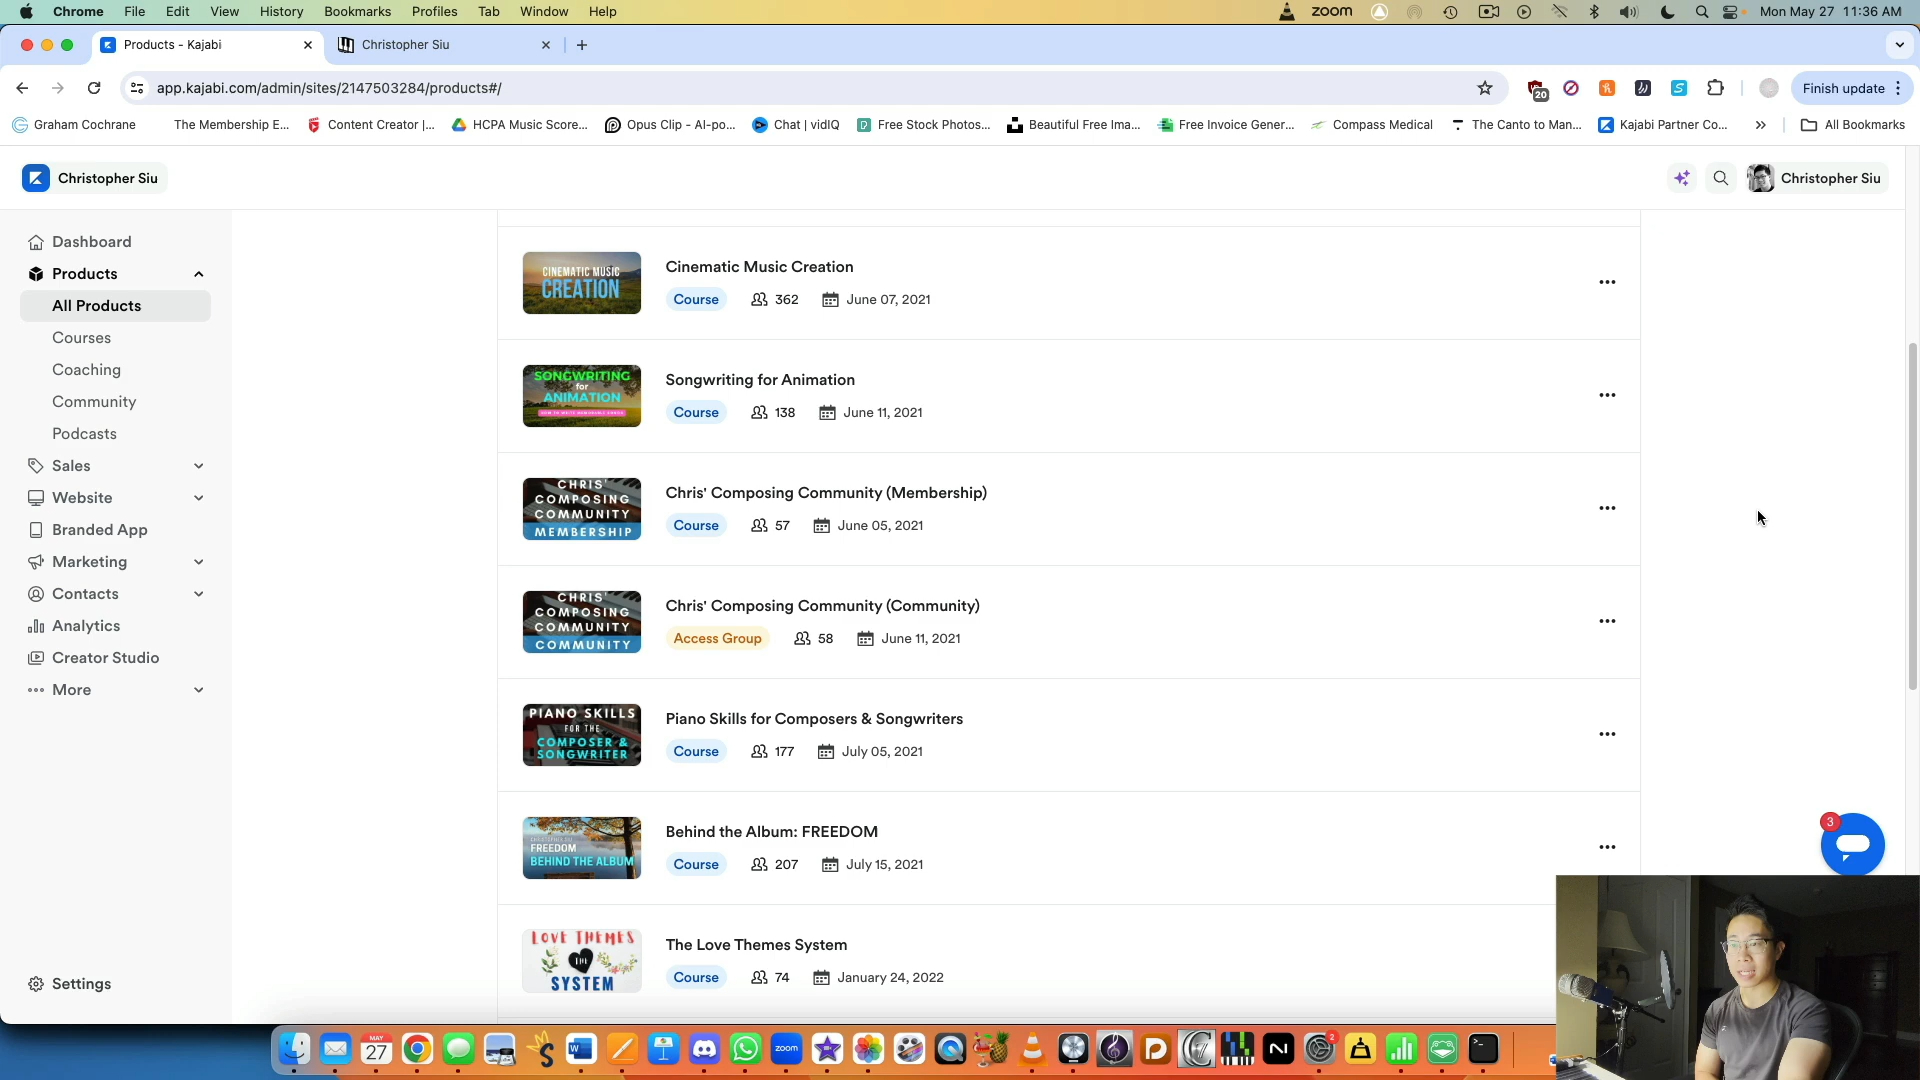 Chrome File Edit View History Bookmarks Profiles Tab Window Help zoom Mon May 27 11:36 AM
Products - Kajabi Christopher Siu
app.kajabi.com/admin/sites/2147503284/products#/ 20 Finish update
Graham Cochrane The Membership E... Content Creator |... HCPA Music Score... Opus Clip - AI-po... Chat | vidIQ Free Stock Photos... Beautiful Free Ima... Free Invoice Gener... Compass Medical The Canto to Man... Kajabi Partner Co... » All Bookmarks
Christopher Siu Christopher Siu
Dashboard
Products
All Products
Courses
Coaching
Community
Podcasts
Sales
Website
Branded App
Marketing
Contacts
Analytics
Creator Studio
More
Settings
CINEMATIC MUSIC
CREATION
Cinematic Music Creation
Course 362 June 07, 2021
SONGWRITING
for
ANIMATION
Songwriting for Animation
Course 138 June 11, 2021
CHRIS'
COMPOSING
COMMUNITY
MEMBERSHIP
Chris' Composing Community (Membership)
Course 57 June 05, 2021
CHRIS'
COMPOSING
COMMUNITY
COMMUNITY
Chris' Composing Community (Community)
Access Group 58 June 11, 2021
PIANO SKILLS
FOR THE
COMPOSER &
SONGWRITER
Piano Skills for Composers & Songwriters
Course 177 July 05, 2021
FREEDOM
BEHIND THE ALBUM
Behind the Album: FREEDOM
Course 207 July 15, 2021
LOVE THEMES
THE
SYSTEM
The Love Themes System
Course 74 January 24, 2022
3
MAY
27
zoom
2